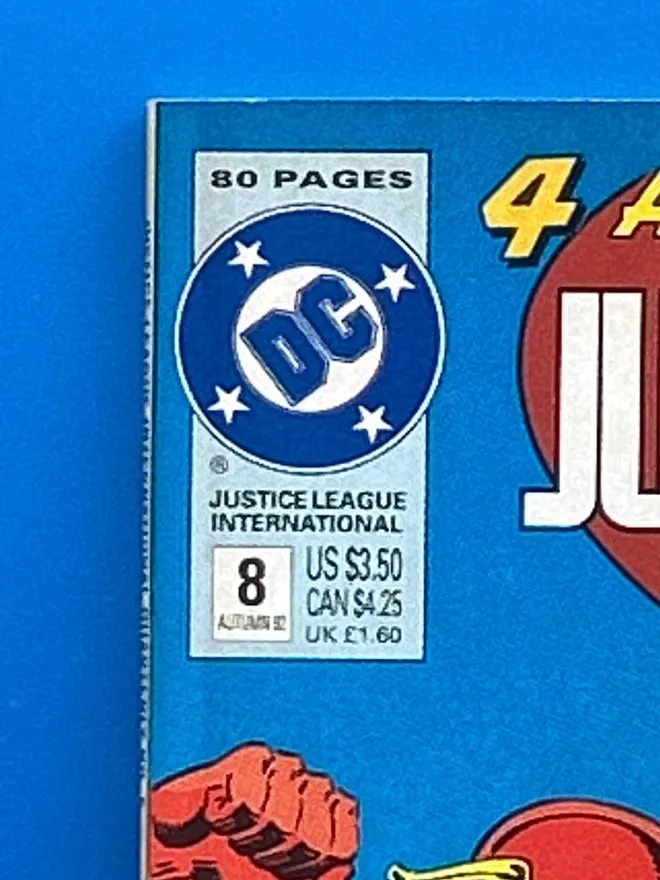 80 PAGES
4
DC
®
JUSTICE LEAGUE
INTERNATIONAL
8
AUTUMN 92
US $3.50
CAN $4.25
UK £1.60